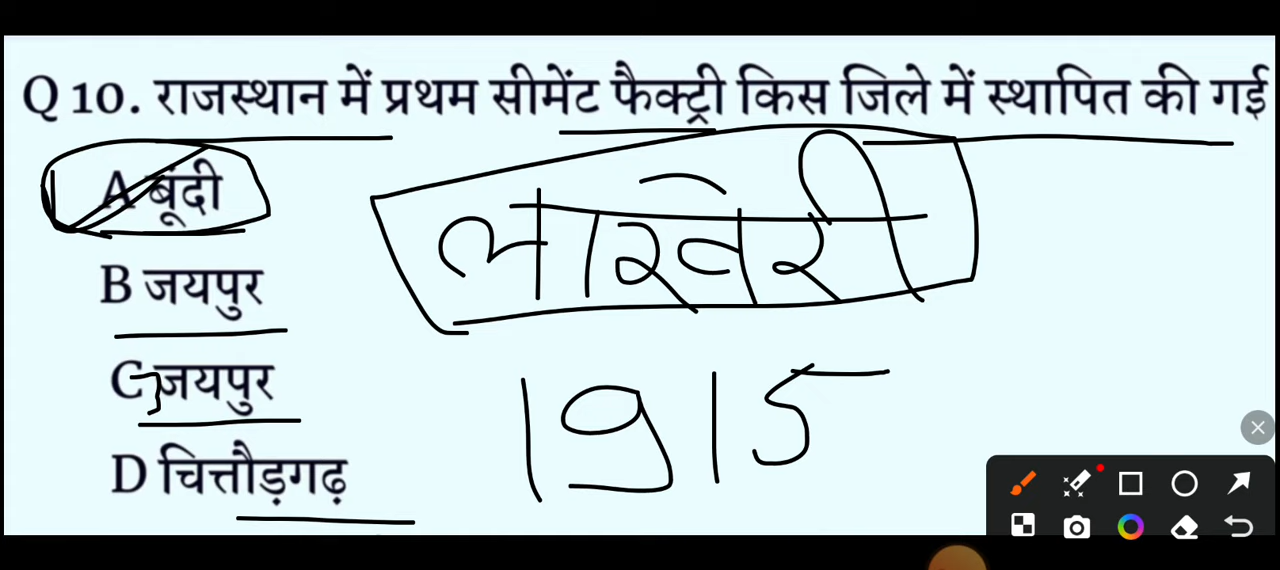 Q 10. राजस्थान में प्रथम सीमेंट फैक्ट्री किस जिले में स्थापित की गई
A बूंदी
लाखेरी
B जयपुर
C जयपुर
1915
D चित्तौड़गढ़